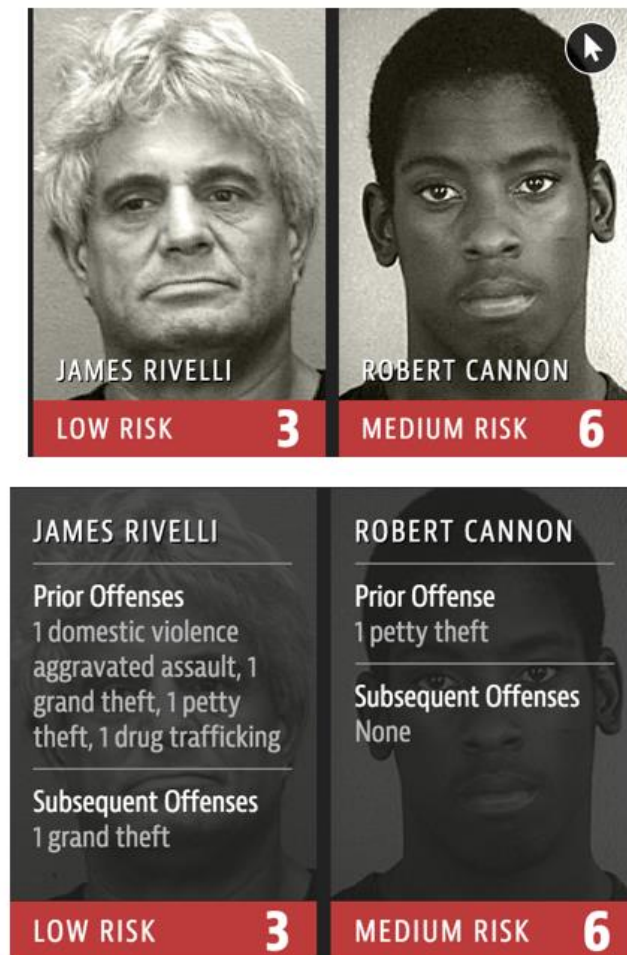 JAMES RIVELLI
LOW RISK 3
ROBERT CANNON
MEDIUM RISK 6
JAMES RIVELLI
Prior Offenses
1 domestic violence
aggravated assault, 1
grand theft, 1 petty
theft, 1 drug trafficking
Subsequent Offenses
1 grand theft
LOW RISK 3
ROBERT CANNON
Prior Offense
1 petty theft
Subsequent Offenses
None
MEDIUM RISK 6